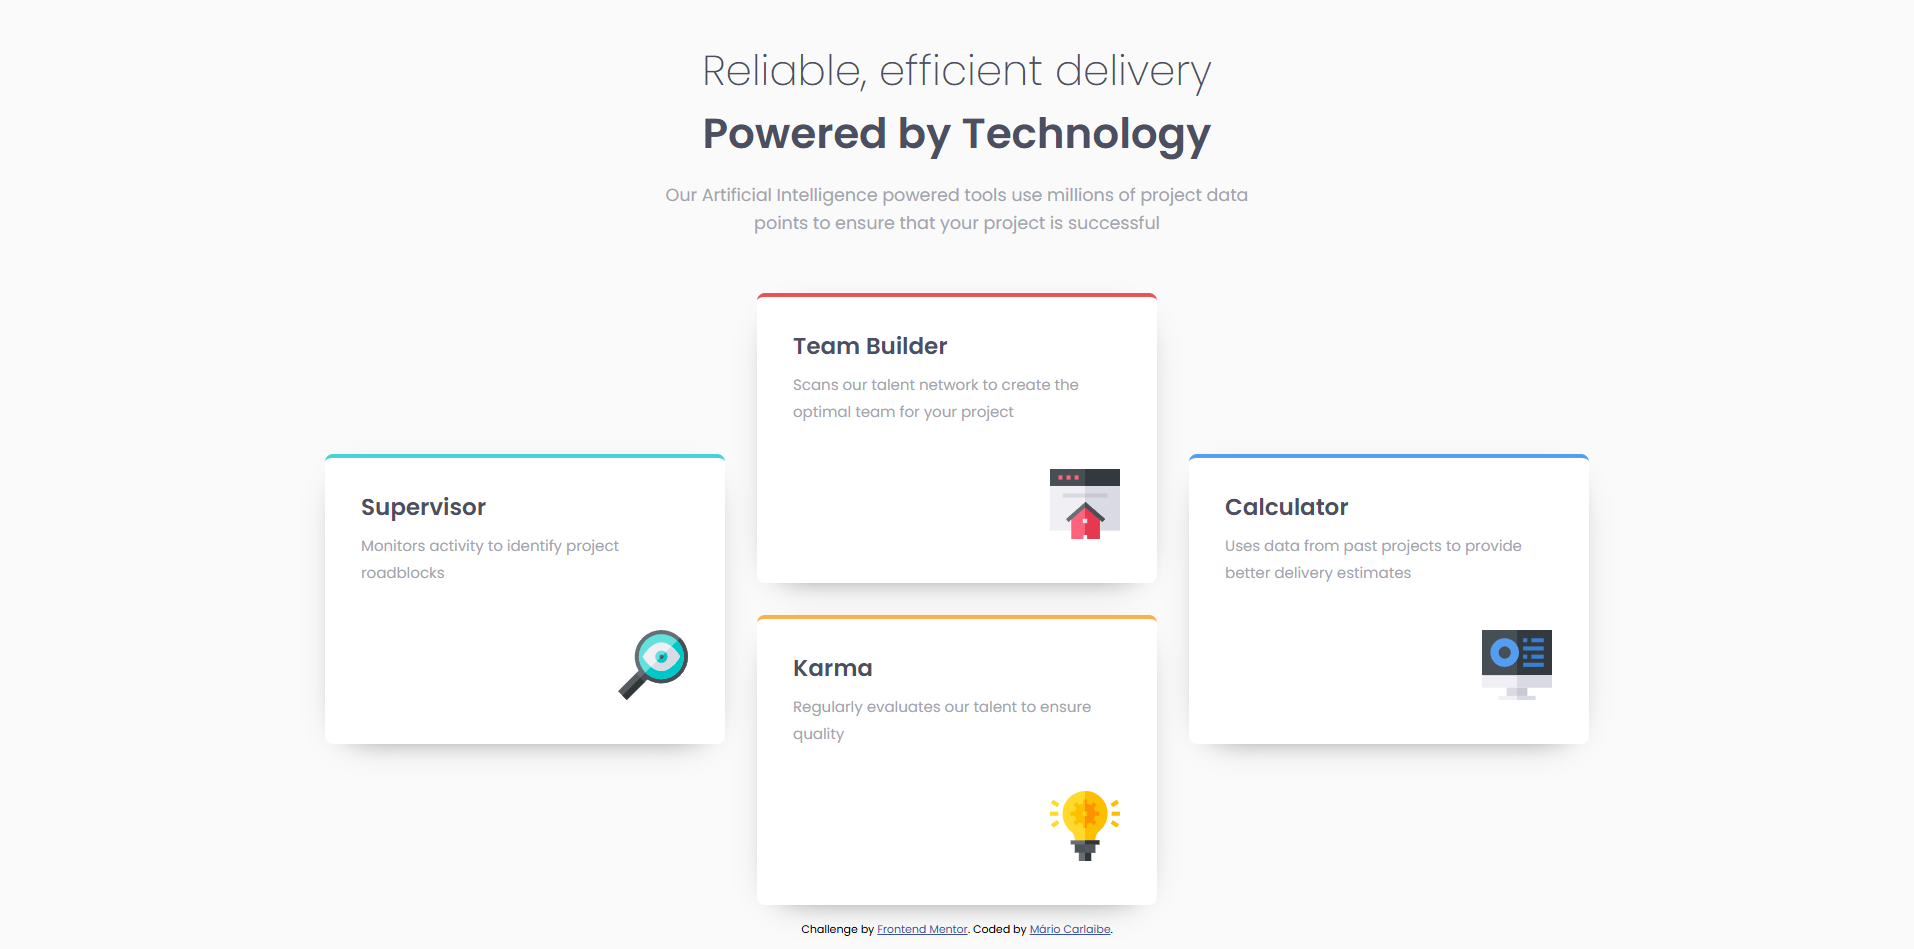 Reliable, efficient delivery
Powered by Technology
Our Artificial Intelligence powered tools use millions of project data
points to ensure that your project is successful
Team Builder
Scans our talent network to create the
optimal team for your project
Supervisor
Monitors activity to identify project
roadblocks
Calculator
Uses data from past projects to provide
better delivery estimates
Karma
Regularly evaluates our talent to ensure
quality
Challenge by Frontend Mentor. Coded by Mário Carlaibe.